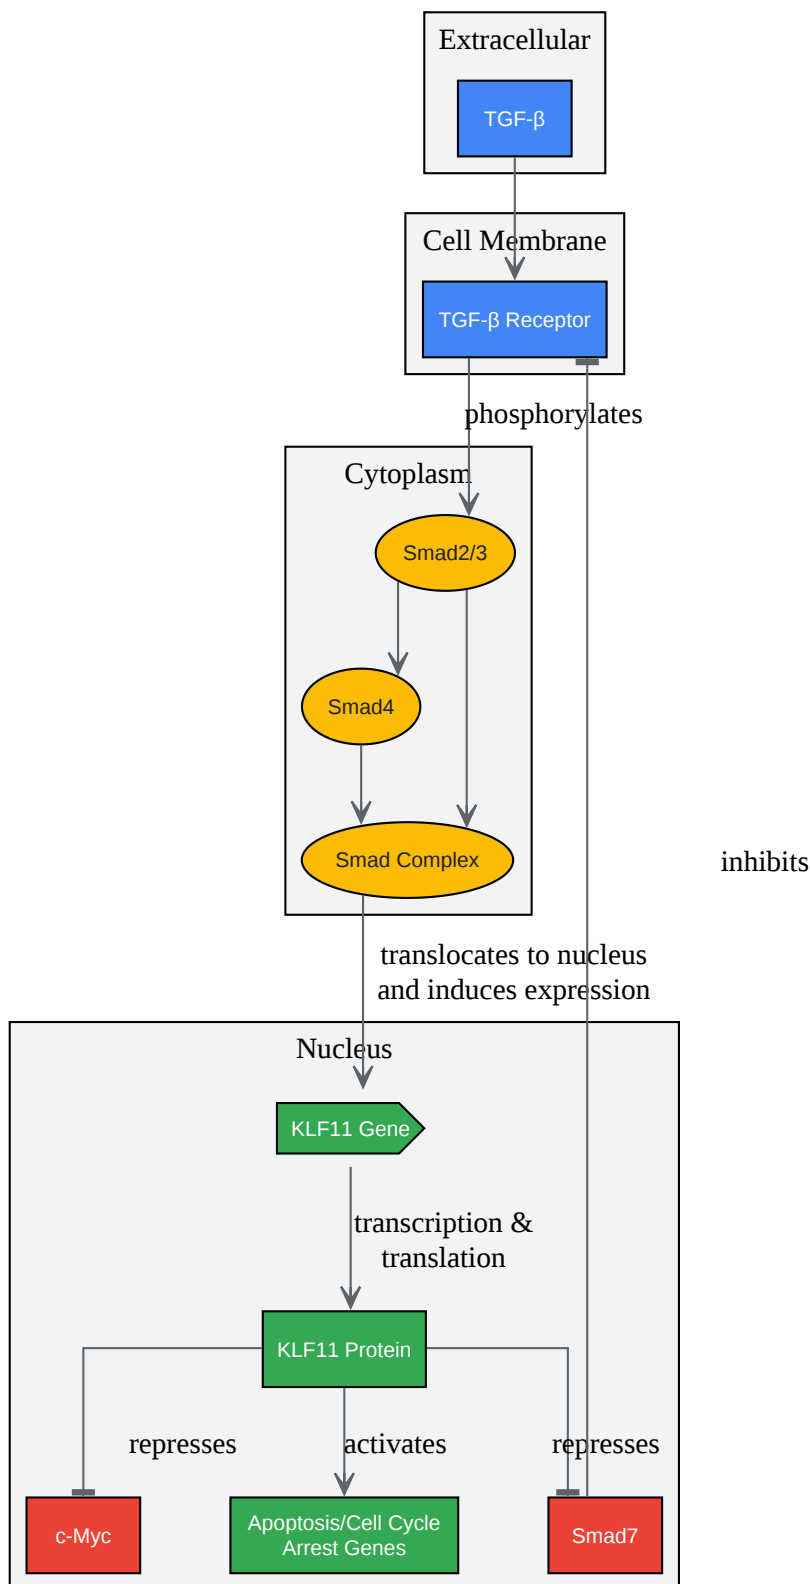 Extracellular
TGF-β
Cell Membrane
TGF-β Receptor
phosphorylates
Cytoplasm
Smad2/3
Smad4
Smad Complex
inhibits
translocates to nucleus
and induces expression
Nucleus
KLF11 Gene
transcription &
translation
KLF11 Protein
represses
activates
represses
c-Myc
Apoptosis/Cell Cycle
Arrest Genes
Smad7